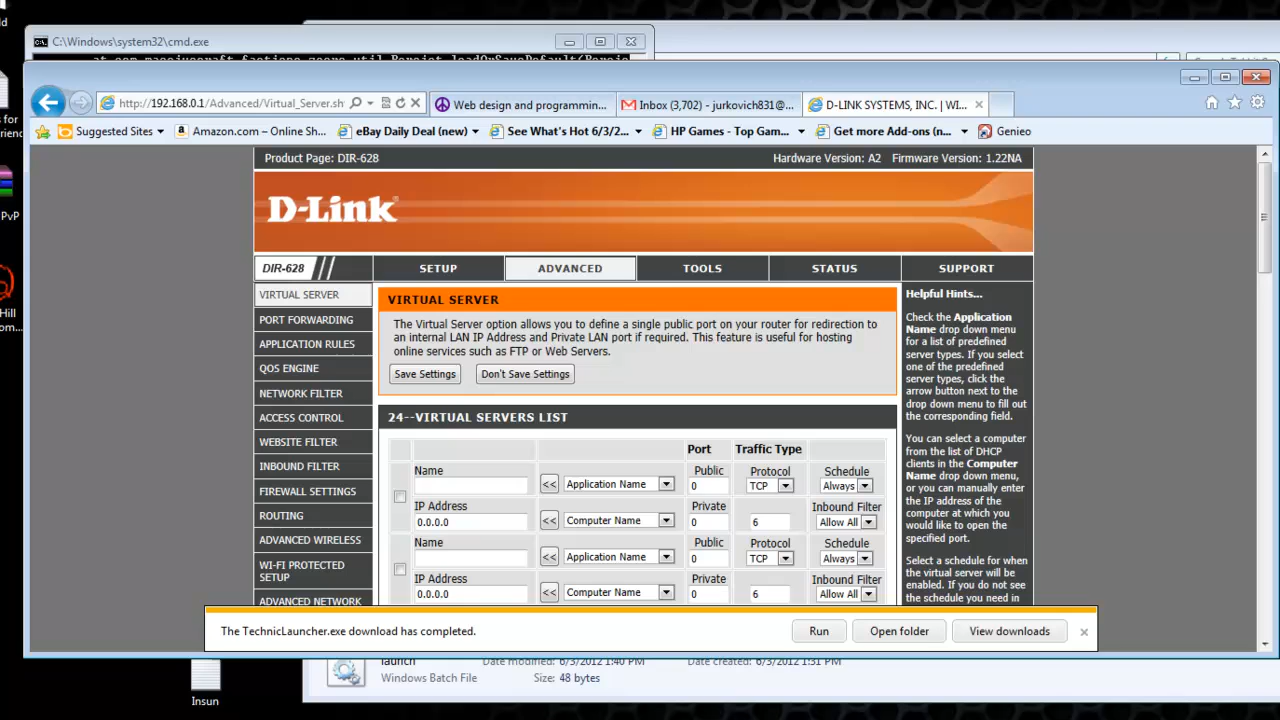 ld
C:\Windows\system32\cmd.exe
s for
rienc
http://192.168.0.1/Advanced/Virtual_Server.sh
Web design and programmin...
Inbox (3,702) - jurkovich831@...
D-LINK SYSTEMS, INC. | WI...
Suggested Sites
Amazon.com – Online Sh...
eBay Daily Deal (new)
See What's Hot 6/3/2...
HP Games - Top Gam...
Get more Add-ons (n...
Genieo
PvP
Hill
om...
Product Page: DIR-628
Hardware Version: A2 Firmware Version: 1.22NA
D-Link
DIR-628
SETUP
ADVANCED
TOOLS
STATUS
SUPPORT
VIRTUAL SERVER
PORT FORWARDING
APPLICATION RULES
QOS ENGINE
NETWORK FILTER
ACCESS CONTROL
WEBSITE FILTER
INBOUND FILTER
FIREWALL SETTINGS
ROUTING
ADVANCED WIRELESS
WI-FI PROTECTED
SETUP
ADVANCED NETWORK
VIRTUAL SERVER
The Virtual Server option allows you to define a single public port on your router for redirection to
an internal LAN IP Address and Private LAN port if required. This feature is useful for hosting
online services such as FTP or Web Servers.
Save Settings
Don't Save Settings
24--VIRTUAL SERVERS LIST
Port
Traffic Type
Name
<<
Application Name
Public
0
Protocol
TCP
Schedule
Always
IP Address
0.0.0.0
<<
Computer Name
Private
0
6
Inbound Filter
Allow All
Name
<<
Application Name
Public
0
Protocol
TCP
Schedule
Always
IP Address
0.0.0.0
<<
Computer Name
Private
0
6
Inbound Filter
Allow All
Helpful Hints...
Check the Application
Name drop down menu
for a list of predefined
server types. If you select
one of the predefined
server types, click the
arrow button next to the
drop down menu to fill out
the corresponding field.
You can select a computer
from the list of DHCP
clients in the Computer
Name drop down menu,
or you can manually enter
the IP address of the
computer at which you
would like to open the
specified port.
Select a schedule for when
the virtual server will be
enabled. If you do not see
the schedule you need in
The TechnicLauncher.exe download has completed.
Run
Open folder
View downloads
launch
Windows Batch File
Date modified: 6/3/2012 1:40 PM
Size: 48 bytes
Date created: 6/3/2012 1:31 PM
Insun